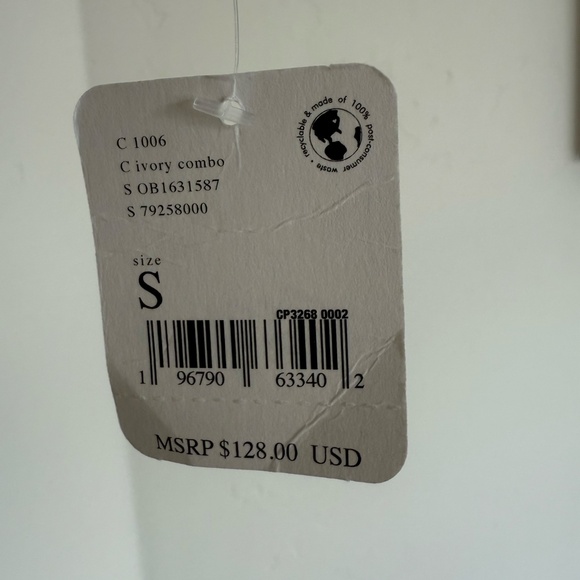 C 1006
C ivory combo
S OB1631587
S 79258000
recyclable & made of 100% post-consumer waste •
size
S
CP3268 0002
1 96790 63340 2
MSRP $128.00 USD